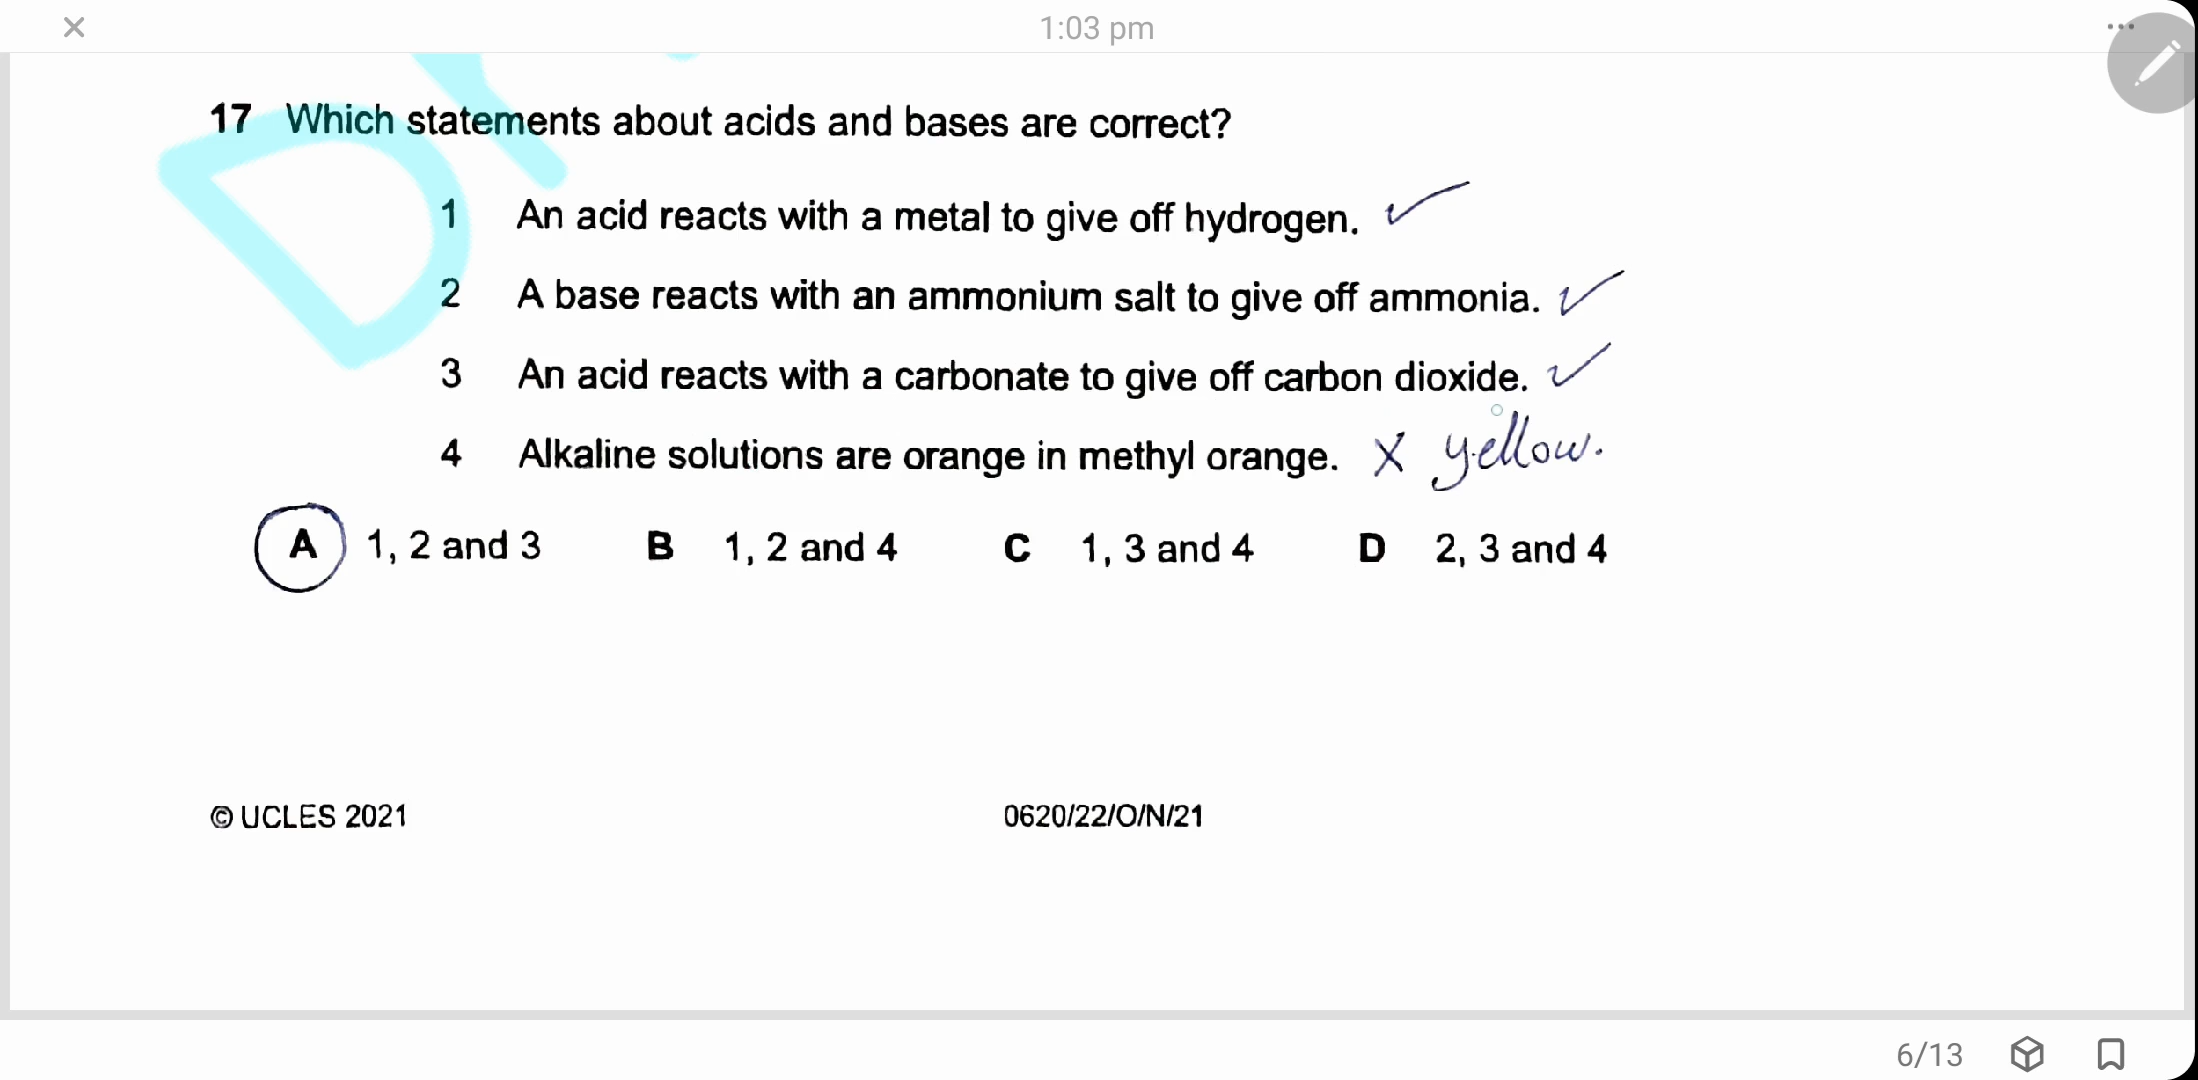 1:03 pm
17 Which statements about acids and bases are correct?
1 An acid reacts with a metal to give off hydrogen.
2 A base reacts with an ammonium salt to give off ammonia.
3 An acid reacts with a carbonate to give off carbon dioxide.
4 Alkaline solutions are orange in methyl orange. X yellow.
A 1, 2 and 3 B 1, 2 and 4 C 1, 3 and 4 D 2, 3 and 4
© UCLES 2021 0620/22/O/N/21
6/13